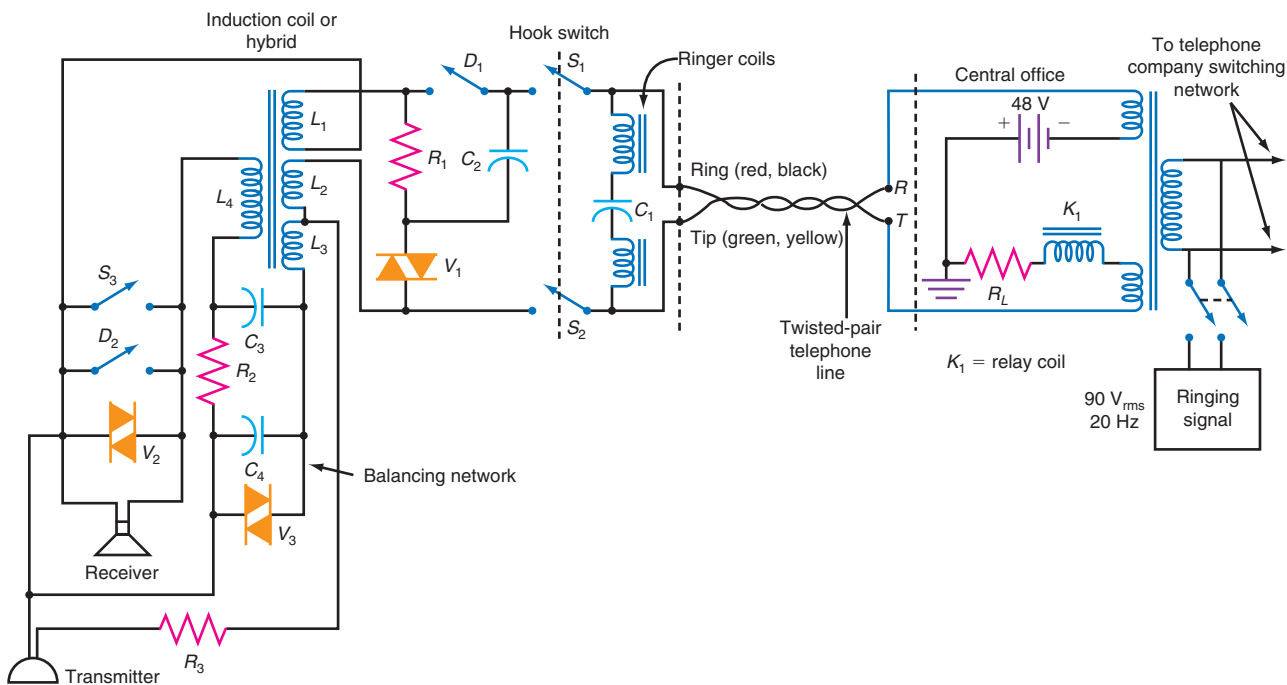 Induction coil or
hybrid
Hook switch
D1
S1
Ringer coils
To telephone
company switching
network
Central office
48 V
+
−
L1
R1
C2
L2
L4
L3
V1
S2
C1
Ring (red, black)
Tip (green, yellow)
R
T
K1
RL
Twisted-pair
telephone
line
K1 = relay coil
90 Vrms
20 Hz
Ringing
signal
S3
D2
C3
R2
V2
C4
V3
Balancing network
Receiver
R3
Transmitter